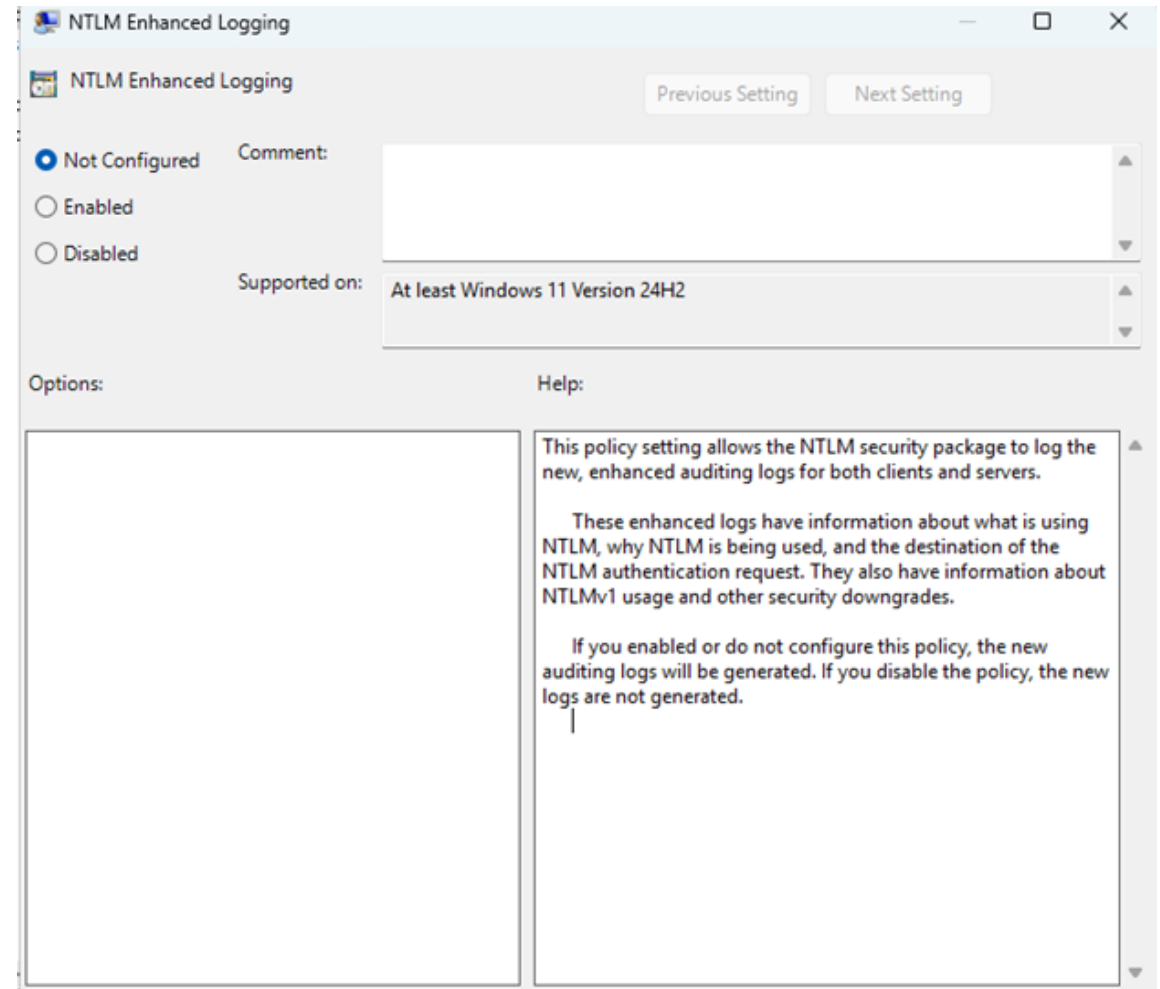 NTLM Enhanced Logging
NTLM Enhanced Logging
Previous Setting
Next Setting
Not Configured
Comment:
Enabled
Disabled
Supported on:
At least Windows 11 Version 24H2
Options:
Help:
This policy setting allows the NTLM security package to log the
new, enhanced auditing logs for both clients and servers.
These enhanced logs have information about what is using
NTLM, why NTLM is being used, and the destination of the
NTLM authentication request. They also have information about
NTLMv1 usage and other security downgrades.
If you enabled or do not configure this policy, the new
auditing logs will be generated. If you disable the policy, the new
logs are not generated.